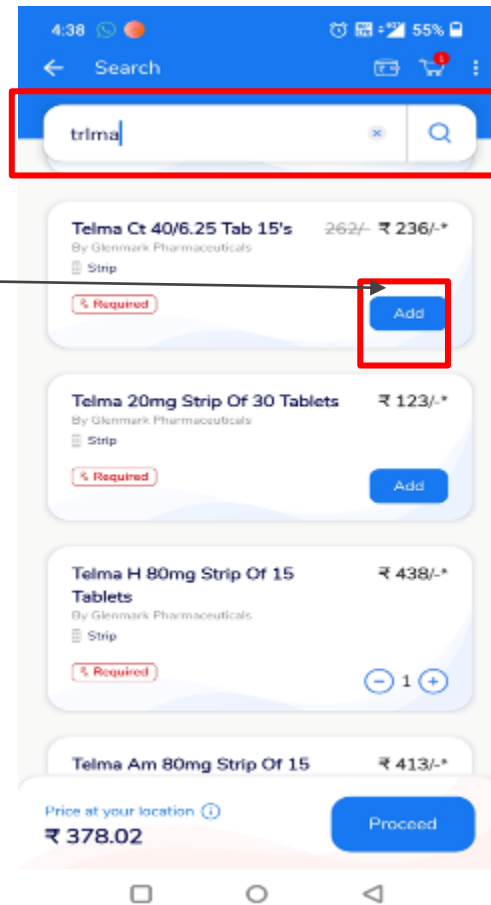 4:38 55%
Search 1
trlma
Telma Ct 40/6.25 Tab 15's 262/- ₹ 236/-*
By Glenmark Pharmaceuticals
Strip
Required
Add
Telma 20mg Strip Of 30 Tablets ₹ 123/-*
By Glenmark Pharmaceuticals
Strip
Required
Add
Telma H 80mg Strip Of 15 ₹ 438/-*
Tablets
By Glenmark Pharmaceuticals
Strip
Required
1
Telma Am 80mg Strip Of 15 ₹ 413/-*
Price at your location
₹ 378.02
Proceed